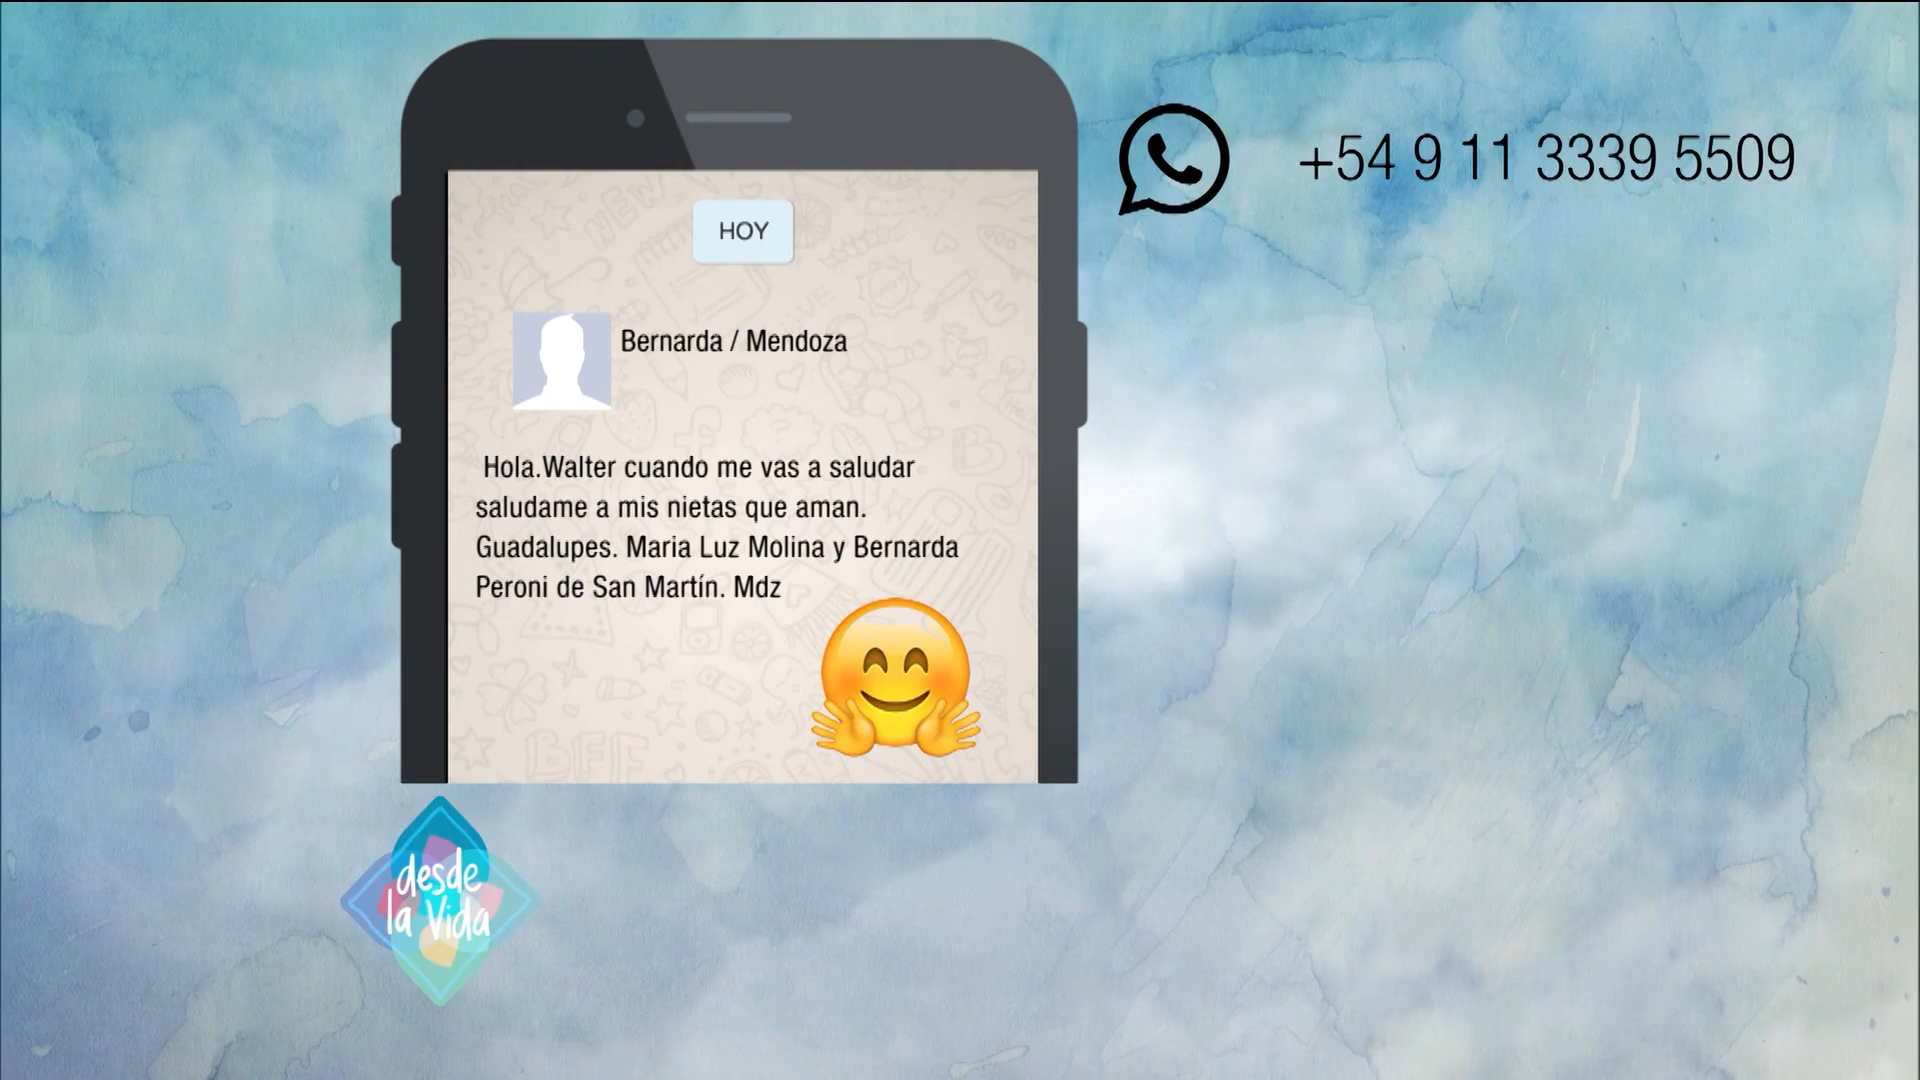 +54 9 11 3339 5509
HOY
Bernarda / Mendoza
Hola.Walter cuando me vas a saludar
saludame a mis nietas que aman.
Guadalupes. Maria Luz Molina y Bernarda
Peroni de San Martín. Mdz
desde
la Vida